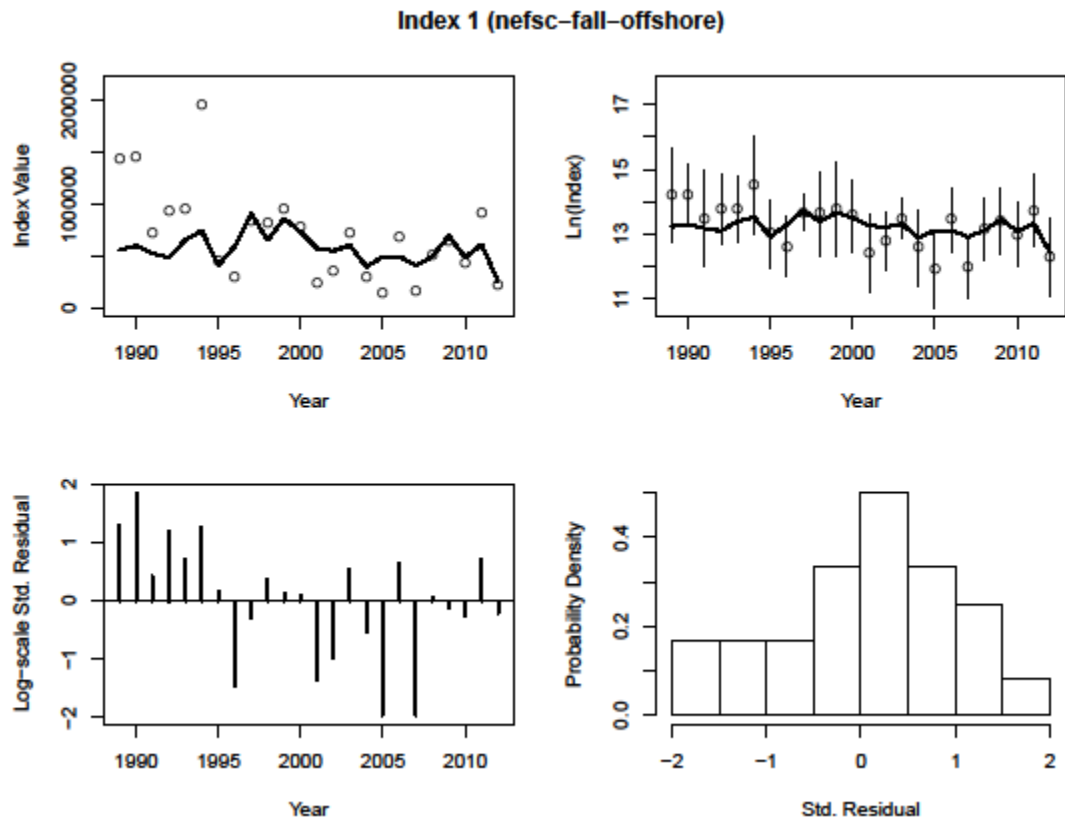 Index 1 (nefsc−fall−offshore)
Index Value
0
1000000
2000000
1990 1995 2000 2005 2010
Year
Ln(Index)
11 13 15 17
1990 1995 2000 2005 2010
Year
Log−scale Std. Residual
−2 −1 0 1 2
1990 1995 2000 2005 2010
Year
Probability Density
0.0 0.2 0.4
−2 −1 0 1 2
Std. Residual